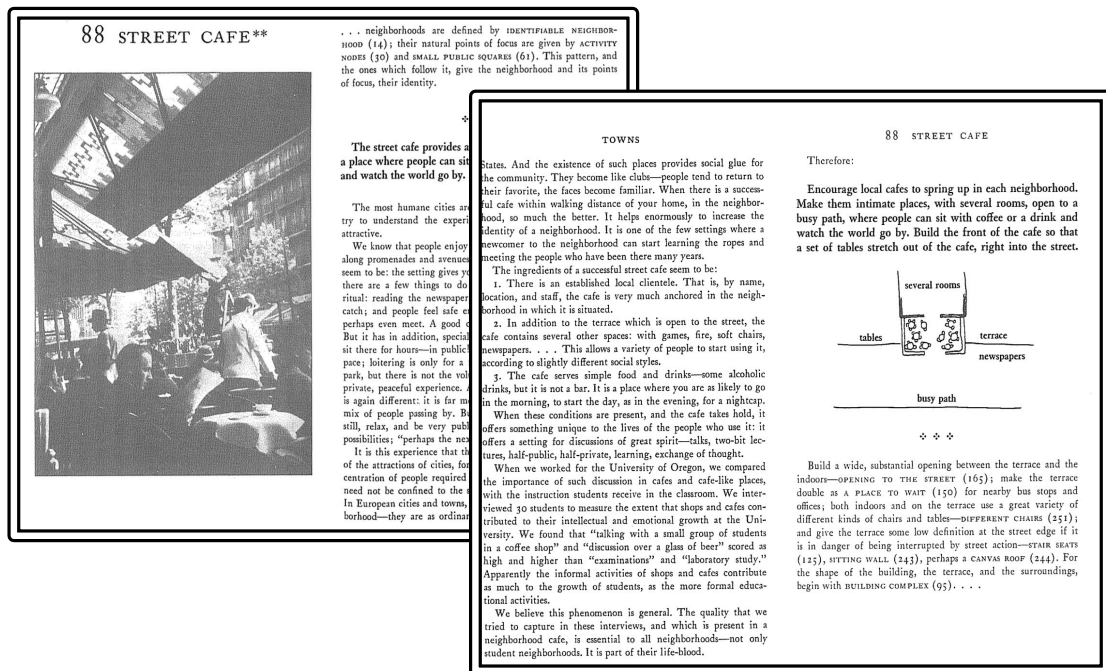 88 STREET CAFE**
. . . neighborhoods are defined by IDENTIFIABLE NEIGHBOR-
HOOD (14); their natural points of focus are given by ACTIVITY
NODES (30) and SMALL PUBLIC SQUARES (61). This pattern, and
the ones which follow it, give the neighborhood and its points
of focus, their identity.
The street cafe provides a
a place where people can sit
and watch the world go by.
The most humane cities are
try to understand the experi
attractive.
We know that people enjoy
along promenades and avenues
seem to be: the setting gives yo
there are a few things to do
ritual: reading the newspaper
catch; and people feel safe e
perhaps even meet. A good c
But it has in addition, special
sit there for hours—in public!
pace; loitering is only for a
park, but there is not the vol
private, peaceful experience. A
is again different: it is far m
mix of people passing by. Bu
still, relax, and be very publ
possibilities; "perhaps the nex
It is this experience that th
of the attractions of cities, for
centration of people required
need not be confined to the s
In European cities and towns,
borhood—they are as ordinar
TOWNS
States. And the existence of such places provides social glue for
the community. They become like clubs—people tend to return to
their favorite, the faces become familiar. When there is a success-
ful cafe within walking distance of your home, in the neighbor-
hood, so much the better. It helps enormously to increase the
identity of a neighborhood. It is one of the few settings where a
newcomer to the neighborhood can start learning the ropes and
meeting the people who have been there many years.
The ingredients of a successful street cafe seem to be:
1. There is an established local clientele. That is, by name,
location, and staff, the cafe is very much anchored in the neigh-
borhood in which it is situated.
2. In addition to the terrace which is open to the street, the
cafe contains several other spaces: with games, fire, soft chairs,
newspapers. . . . This allows a variety of people to start using it,
according to slightly different social styles.
3. The cafe serves simple food and drinks—some alcoholic
drinks, but it is not a bar. It is a place where you are as likely to go
in the morning, to start the day, as in the evening, for a nightcap.
When these conditions are present, and the cafe takes hold, it
offers something unique to the lives of the people who use it: it
offers a setting for discussions of great spirit—talks, two-bit lec-
tures, half-public, half-private, learning, exchange of thought.
When we worked for the University of Oregon, we compared
the importance of such discussion in cafes and cafe-like places,
with the instruction students receive in the classroom. We inter-
viewed 30 students to measure the extent that shops and cafes con-
tributed to their intellectual and emotional growth at the Uni-
versity. We found that "talking with a small group of students
in a coffee shop" and "discussion over a glass of beer" scored as
high and higher than "examinations" and "laboratory study."
Apparently the informal activities of shops and cafes contribute
as much to the growth of students, as the more formal educa-
tional activities.
We believe this phenomenon is general. The quality that we
tried to capture in these interviews, and which is present in a
neighborhood cafe, is essential to all neighborhoods—not only
student neighborhoods. It is part of their life-blood.
88 STREET CAFE
Therefore:
Encourage local cafes to spring up in each neighborhood.
Make them intimate places, with several rooms, open to a
busy path, where people can sit with coffee or a drink and
watch the world go by. Build the front of the cafe so that
a set of tables stretch out of the cafe, right into the street.
several rooms
tables
terrace
newspapers
busy path
Build a wide, substantial opening between the terrace and the
indoors—OPENING TO THE STREET (165); make the terrace
double as A PLACE TO WAIT (150) for nearby bus stops and
offices; both indoors and on the terrace use a great variety of
different kinds of chairs and tables—DIFFERENT CHAIRS (251);
and give the terrace some low definition at the street edge if it
is in danger of being interrupted by street action—STAIR SEATS
(125), SITTING WALL (243), perhaps a CANVAS ROOF (244). For
the shape of the building, the terrace, and the surroundings,
begin with BUILDING COMPLEX (95). . . .